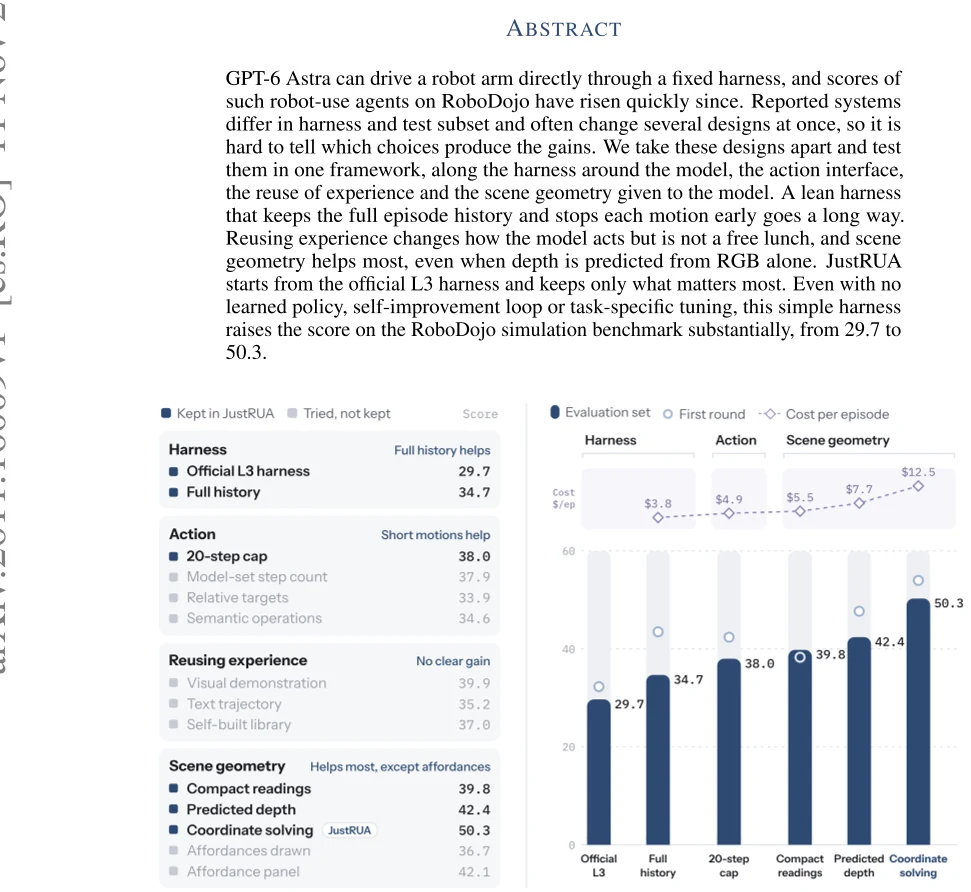 ABSTRACT
GPT-6 Astra can drive a robot arm directly through a fixed harness, and scores of
such robot-use agents on RoboDojo have risen quickly since. Reported systems
differ in harness and test subset and often change several designs at once, so it is
hard to tell which choices produce the gains. We take these designs apart and test
them in one framework, along the harness around the model, the action interface,
the reuse of experience and the scene geometry given to the model. A lean harness
that keeps the full episode history and stops each motion early goes a long way.
Reusing experience changes how the model acts but is not a free lunch, and scene
geometry helps most, even when depth is predicted from RGB alone. JustRUA
starts from the official L3 harness and keeps only what matters most. Even with no
learned policy, self-improvement loop or task-specific tuning, this simple harness
raises the score on the RoboDojo simulation benchmark substantially, from 29.7 to
50.3.
Kept in JustRUA Tried, not kept Score
Harness Full history helps
Official L3 harness 29.7
Full history 34.7
Action Short motions help
20-step cap 38.0
Model-set step count 37.9
Relative targets 33.9
Semantic operations 34.6
Reusing experience No clear gain
Visual demonstration 39.9
Text trajectory 35.2
Self-built library 37.0
Scene geometry Helps most, except affordances
Compact readings 39.8
Predicted depth 42.4
Coordinate solving JustRUA 50.3
Affordances drawn 36.7
Affordance panel 42.1
Evaluation set First round Cost per episode
Harness Action Scene geometry
Cost
$/ep
$3.8 $4.9 $5.5 $7.7 $12.5
60
40
20
0
29.7 34.7 38.0 39.8 42.4 50.3
Official
L3
Full
history
20-step
cap
Compact
readings
Predicted
depth
Coordinate
solving